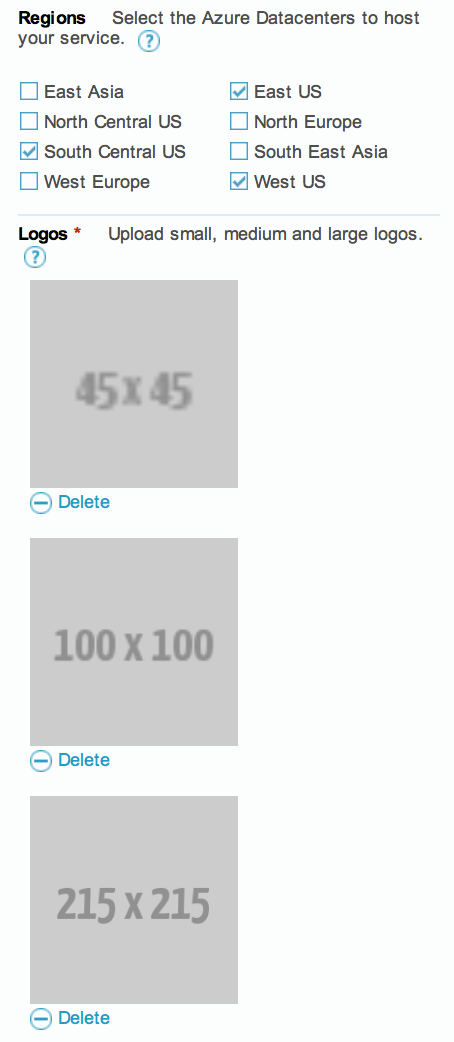 Regions Select the Azure Datacenters to host
your service. ?
East Asia East US
North Central US North Europe
South Central US South East Asia
West Europe West US
Logos * Upload small, medium and large logos.
?
45 x 45
Delete
100 x 100
Delete
215 x 215
Delete